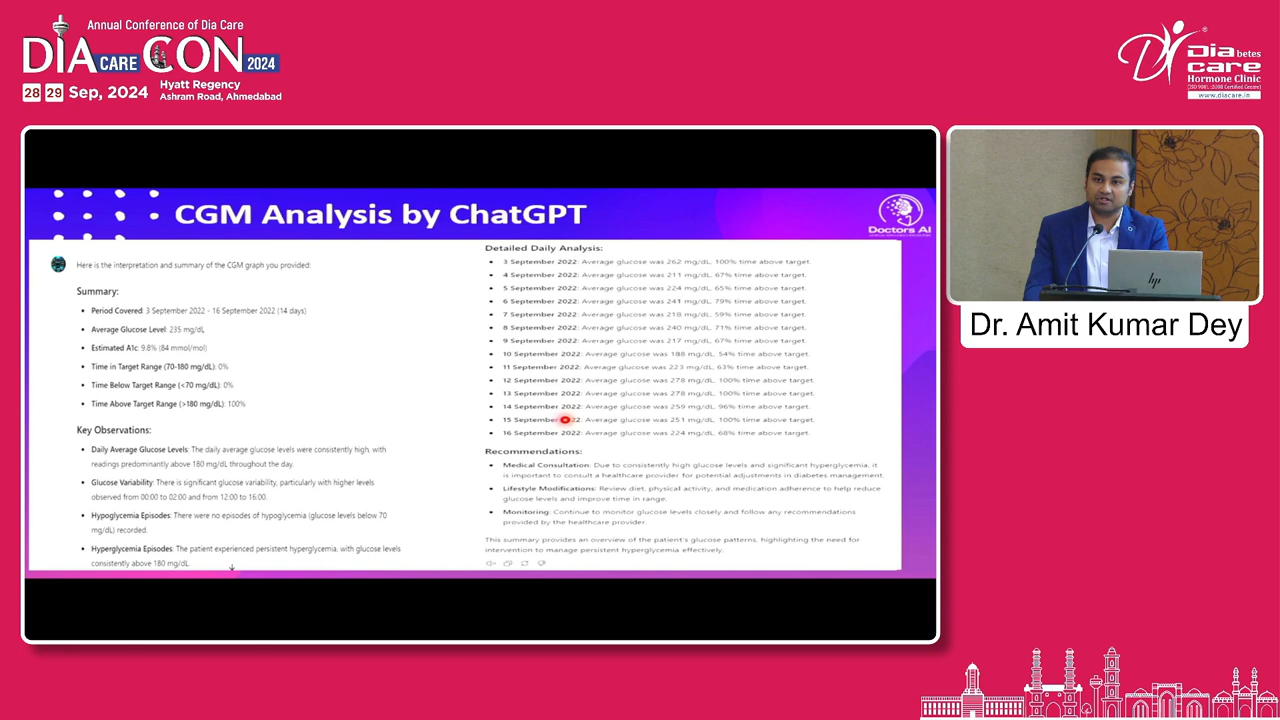 Annual Conference of Dia Care
DIA CARE CON 2024
28 29 Sep, 2024
Hyatt Regency
Ashram Road, Ahmedabad
Diabetes
care
Hormone Clinic
(ISO 9001:2008 Certified Centre)
www.diacare.in
CGM Analysis by ChatGPT
Doctors AI
Here is the interpretation and summary of the CGM graph you provided:
Summary:
• Period Covered: 3 September 2022 - 16 September 2022 (14 days)
• Average Glucose Level: 235 mg/dL
• Estimated A1c: 9.8% (84 mmol/mol)
• Time in Target Range (70-180 mg/dL): 0%
• Time Below Target Range (<70 mg/dL): 0%
• Time Above Target Range (>180 mg/dL): 100%
Key Observations:
• Daily Average Glucose Levels: The daily average glucose levels were consistently high, with
readings predominantly above 180 mg/dL throughout the day.
• Glucose Variability: There is significant glucose variability, particularly with higher levels
observed from 00:00 to 02:00 and from 12:00 to 16:00.
• Hypoglycemia Episodes: There were no episodes of hypoglycemia (glucose levels below 70
mg/dL) recorded.
• Hyperglycemia Episodes: The patient experienced persistent hyperglycemia, with glucose levels
consistently above 180 mg/dL.
Detailed Daily Analysis:
• 3 September 2022: Average glucose was 262 mg/dL, 100% time above target.
• 4 September 2022: Average glucose was 211 mg/dL, 67% time above target.
• 5 September 2022: Average glucose was 224 mg/dL, 65% time above target.
• 6 September 2022: Average glucose was 241 mg/dL, 79% time above target.
• 7 September 2022: Average glucose was 218 mg/dL, 59% time above target.
• 8 September 2022: Average glucose was 240 mg/dL, 71% time above target.
• 9 September 2022: Average glucose was 217 mg/dL, 67% time above target.
• 10 September 2022: Average glucose was 188 mg/dL, 54% time above target.
• 11 September 2022: Average glucose was 223 mg/dL, 63% time above target.
• 12 September 2022: Average glucose was 278 mg/dL, 100% time above target.
• 13 September 2022: Average glucose was 278 mg/dL, 100% time above target.
• 14 September 2022: Average glucose was 259 mg/dL, 96% time above target.
• 15 September 2022: Average glucose was 251 mg/dL, 100% time above target.
• 16 September 2022: Average glucose was 224 mg/dL, 68% time above target.
Recommendations:
• Medical Consultation: Due to consistently high glucose levels and significant hyperglycemia, it
is important to consult a healthcare provider for potential adjustments in diabetes management.
• Lifestyle Modifications: Review diet, physical activity, and medication adherence to help reduce
glucose levels and improve time in range.
• Monitoring: Continue to monitor glucose levels closely and follow any recommendations
provided by the healthcare provider.
This summary provides an overview of the patient's glucose patterns, highlighting the need for
intervention to manage persistent hyperglycemia effectively.
hp
Dr. Amit Kumar Dey